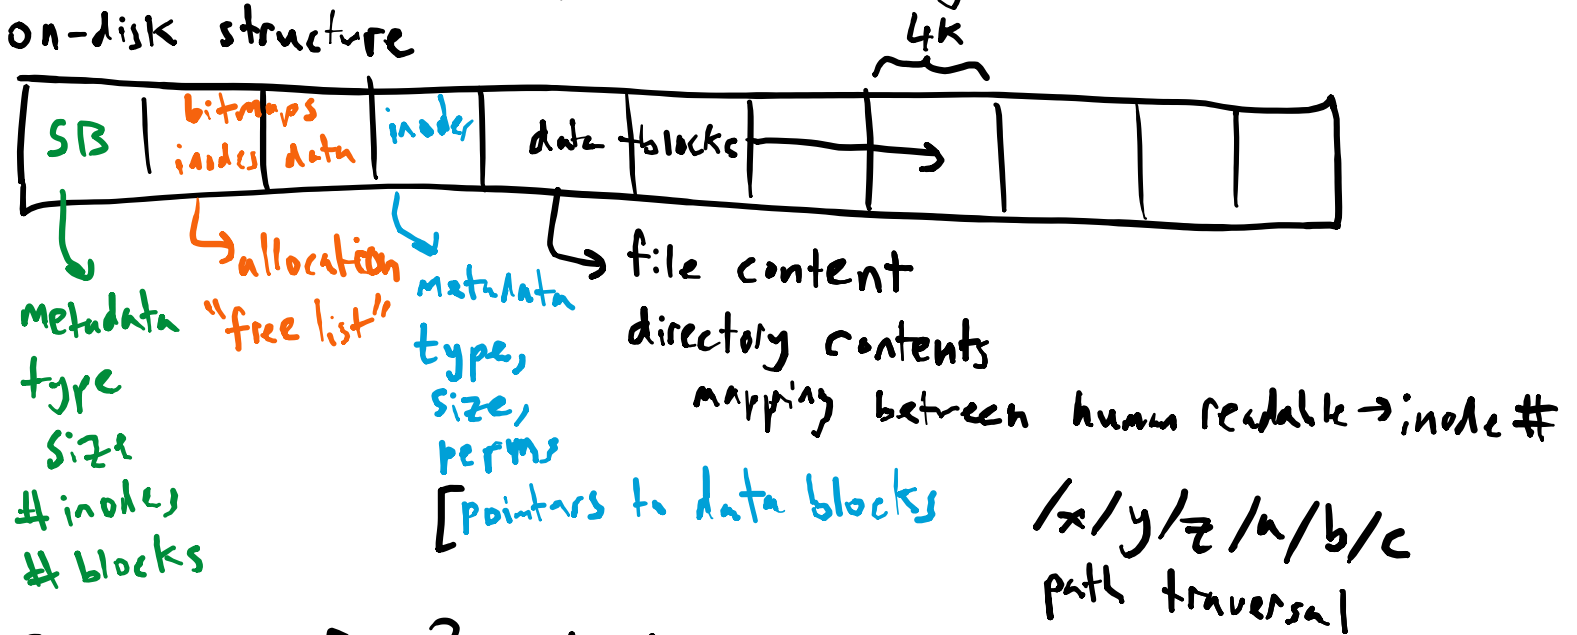 on-disk structure
4K
SB
bitmaps
inodes
data
inodes
data blocks
metadata
type
size
# inodes
# blocks
allocation
"free list"
metadata
type,
size,
perms
[pointers to data blocks
file content
directory contents
mapping between human readable → inode #
/x/y/z/a/b/c
path traversal